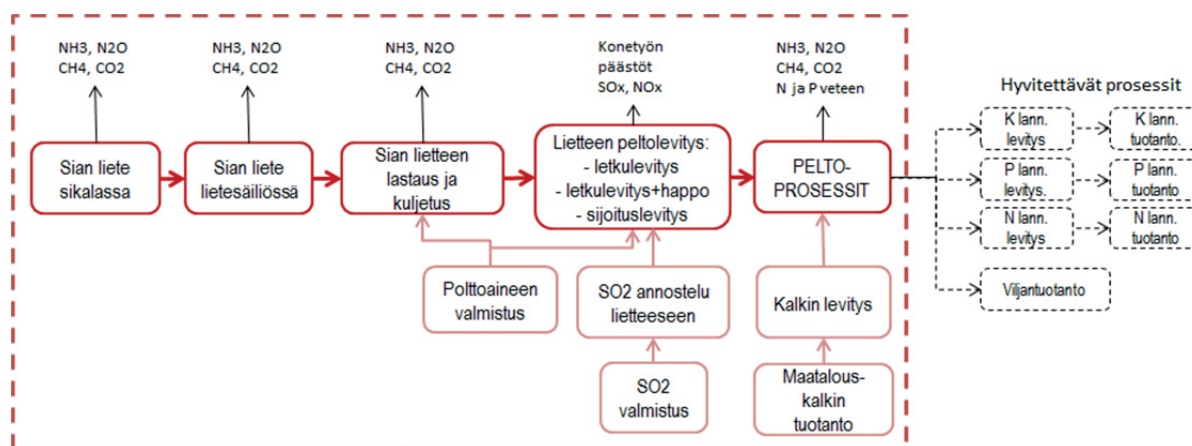 NH3, N2O
CH4, CO2
NH3, N2O
CH4, CO2
NH3, N2O
CH4, CO2
Konetyön
päästöt
SOx, NOx
NH3, N2O
CH4, CO2
N ja P veteen
Sian liete
sikalassa
Sian liete
lietesäiliössä
Sian lietteen
lastaus ja
kuljetus
Lietteen peltolevitys:
- letkulevitys
- letkulevitys+happo
- sijoituslevitys
PELTO-
PROSESSIT
Hyvitettävät prosessit
K lann.
levitys
K lann.
tuotanto.
P lann.
levitys.
P lann.
tuotanto
N lann.
levitys
N lann.
tuotanto
Viljantuotanto
Polttoaineen
valmistus
SO2 annostelu
lietteeseen
Kalkin levitys
SO2
valmistus
Maatalous-
kalkin
tuotanto